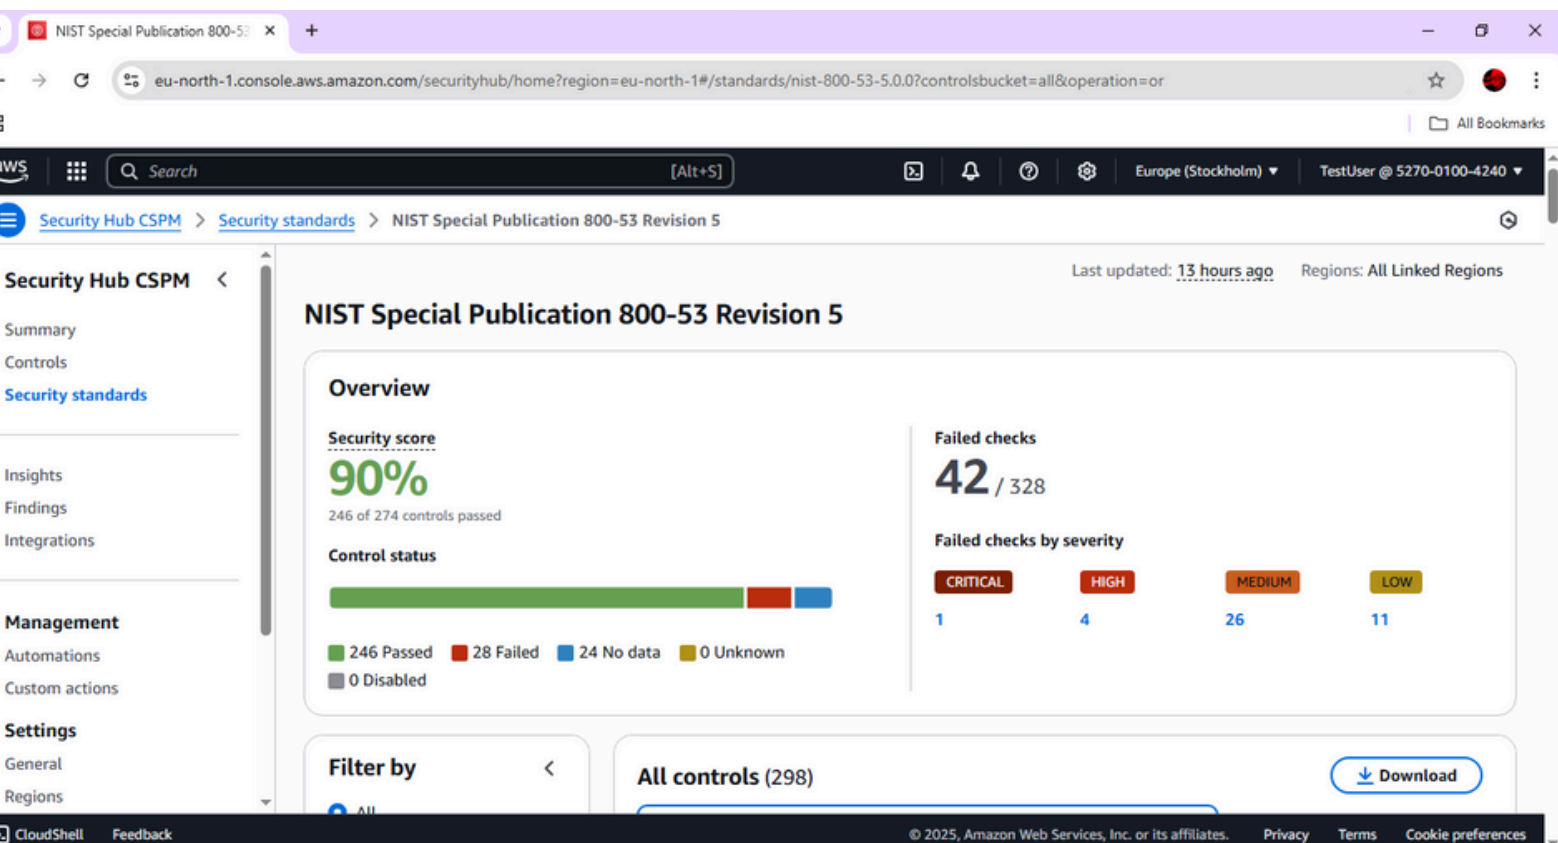 NIST Special Publication 800-53
eu-north-1.console.aws.amazon.com/securityhub/home?region=eu-north-1#/standards/nist-800-53-5.0.0?controlsbucket=all&operation=or
All Bookmarks
aws
Search [Alt+S]
Europe (Stockholm)
TestUser @ 5270-0100-4240
Security Hub CSPM > Security standards > NIST Special Publication 800-53 Revision 5
Security Hub CSPM
Summary
Controls
Security standards
Insights
Findings
Integrations
Management
Automations
Custom actions
Settings
General
Regions
Last updated: 13 hours ago Regions: All Linked Regions
NIST Special Publication 800-53 Revision 5
Overview
Security score
90%
246 of 274 controls passed
Control status
246 Passed 28 Failed 24 No data 0 Unknown
0 Disabled
Failed checks
42 / 328
Failed checks by severity
CRITICAL HIGH MEDIUM LOW
1 4 26 11
Filter by
All
All controls (298)
Download
CloudShell Feedback
© 2025, Amazon Web Services, Inc. or its affiliates. Privacy Terms Cookie preferences